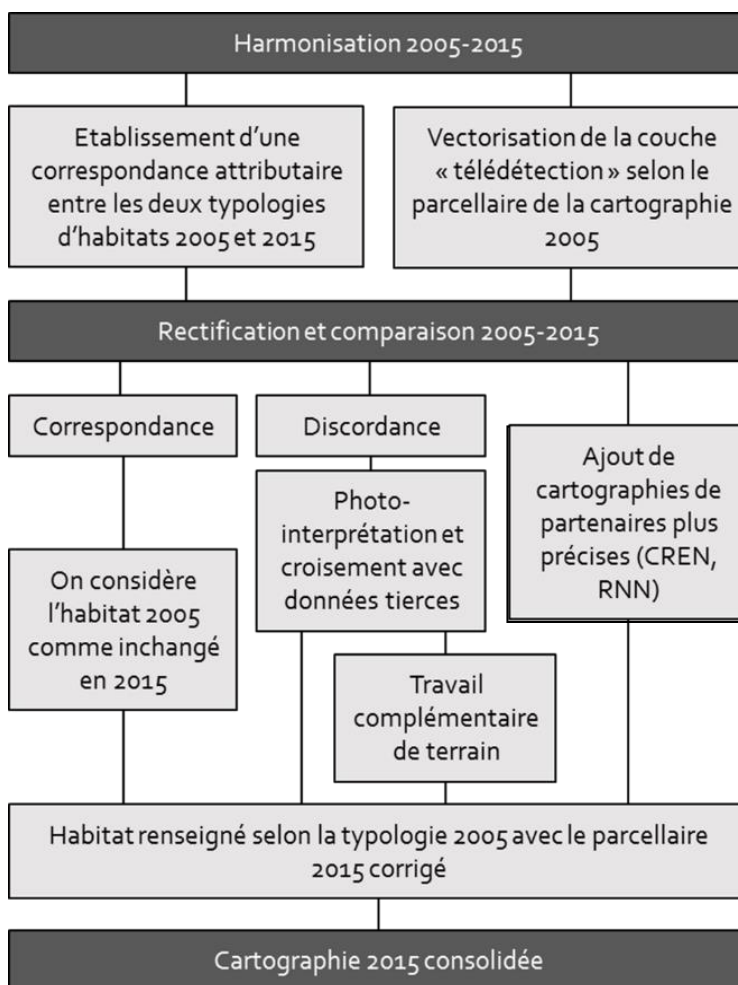 Harmonisation 2005-2015
Etablissement d’une
correspondance attributaire
entre les deux typologies
d’habitats 2005 et 2015
Vectorisation de la couche
« télédétection » selon le
parcellaire de la cartographie
2005
Rectification et comparaison 2005-2015
Correspondance
On considère
l’habitat 2005
comme inchangé
en 2015
Discordance
Photo-
interprétation et
croisement avec
données tierces
Travail
complémentaire
de terrain
Ajout de
cartographies de
partenaires plus
précises (CREN,
RNN)
Habitat renseigné selon la typologie 2005 avec le parcellaire
2015 corrigé
Cartographie 2015 consolidée